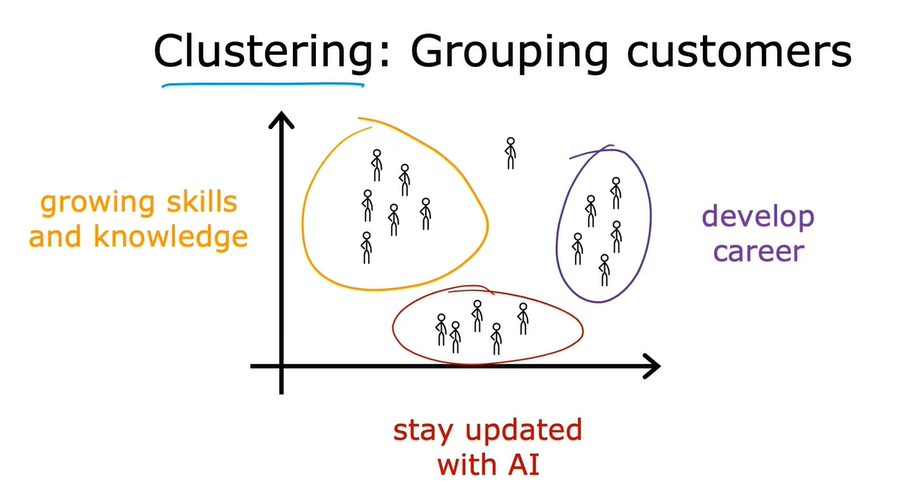 Clustering: Grouping customers
growing skills
and knowledge
develop
career
stay updated
with AI